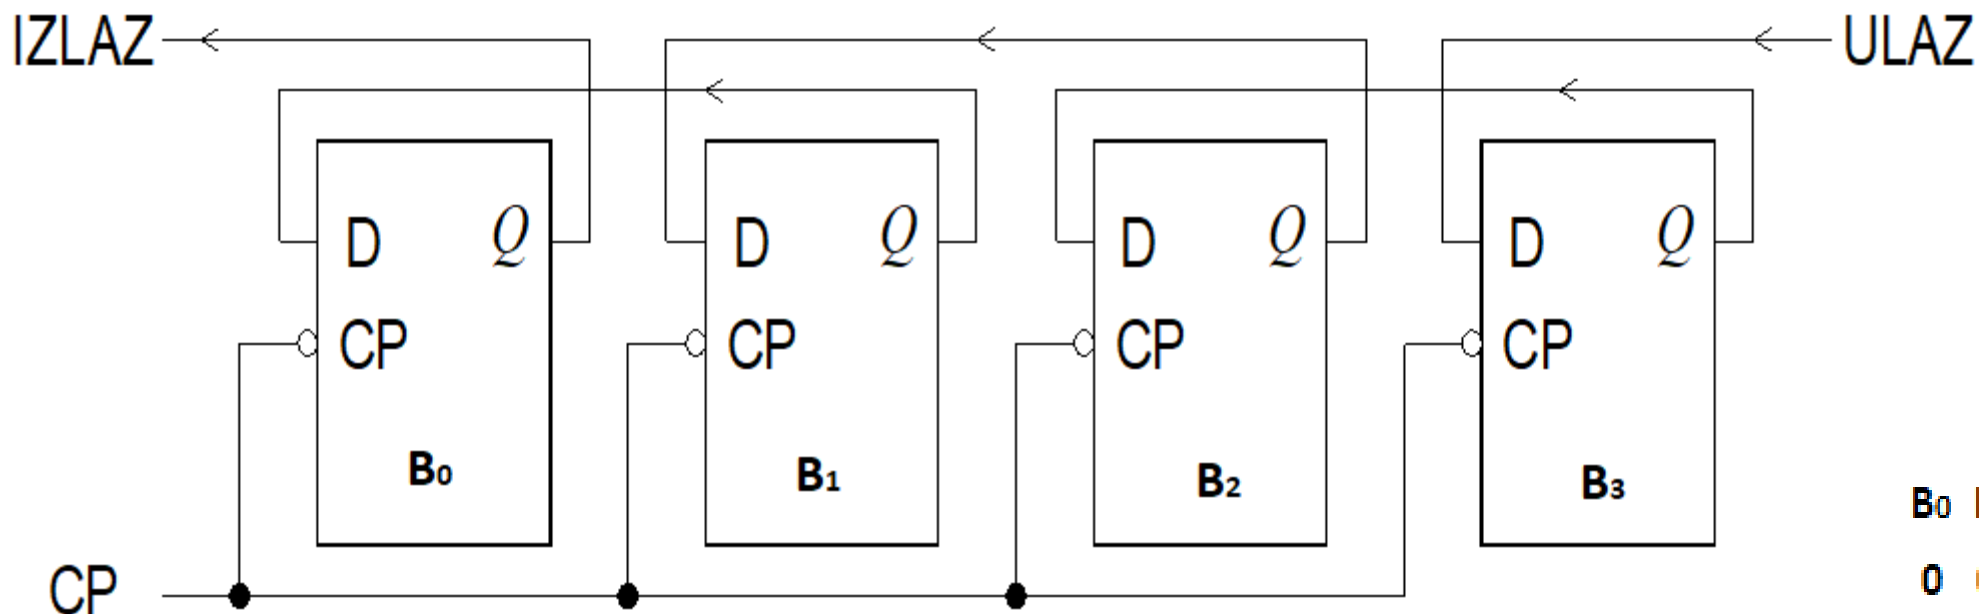 IZLAZ ULAZ
D Q D Q D Q D Q
CP CP CP CP
B0 B1 B2 B3
B0
0
CP